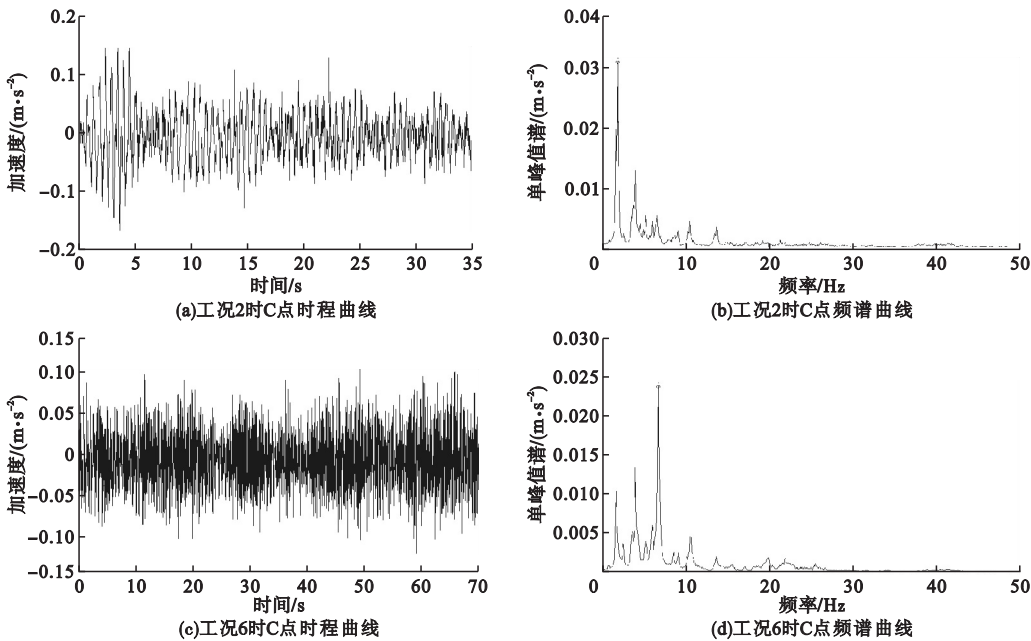 0.2
0.1
0
−0.1
−0.2
加速度/(m·s⁻²)
0 5 10 15 20 25 30 35
时间/s
(a)工况2时C点时程曲线
0.04
0.03
0.02
0.01
单峰值谱/(m·s⁻²)
0 10 20 30 40 50
频率/Hz
(b)工况2时C点频谱曲线
0.15
0.10
0.05
0
−0.05
−0.10
−0.15
加速度/(m·s⁻²)
0 10 20 30 40 50 60 70
时间/s
(c)工况6时C点时程曲线
0.030
0.025
0.020
0.015
0.010
0.005
单峰值谱/(m·s⁻²)
0 10 20 30 40 50
频率/Hz
(d)工况6时C点频谱曲线